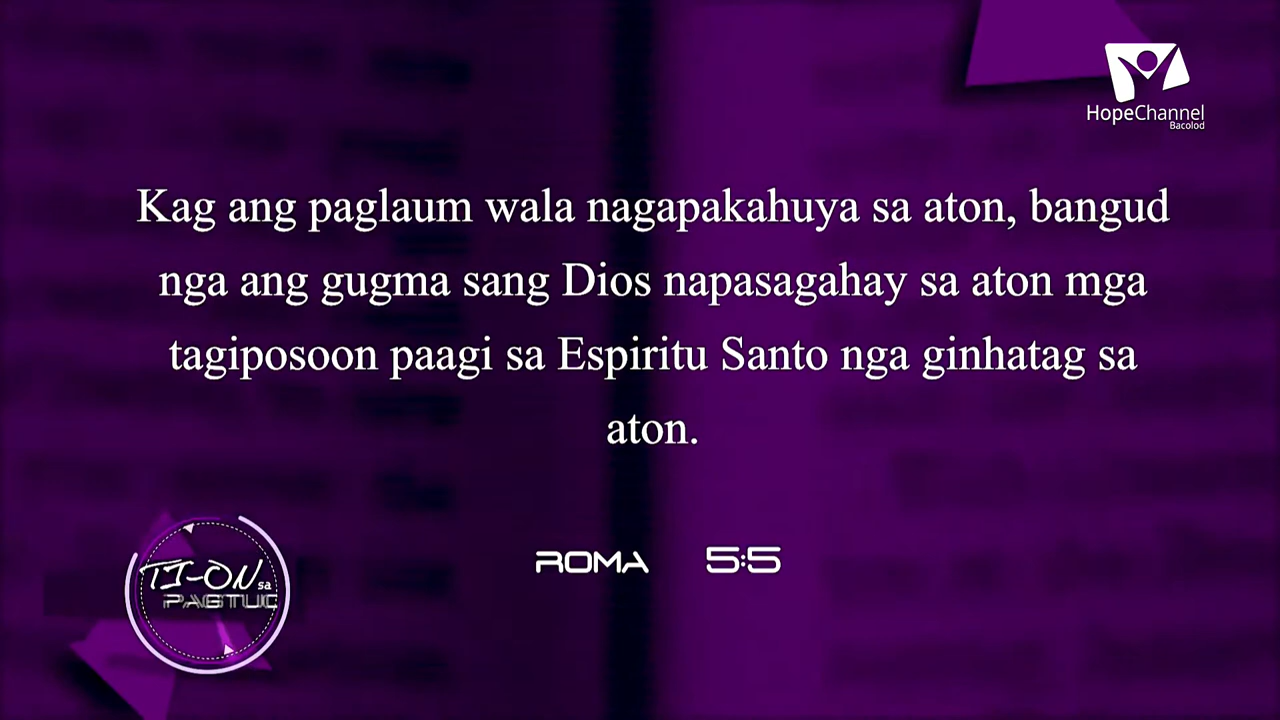 HopeChannel
Bacolod
Kag ang paglaum wala nagapakahuya sa aton, bangud
nga ang gugma sang Dios napasagahay sa aton mga
tagiposoon paagi sa Espiritu Santo nga ginhatag sa
aton.
ROMA 5:5
TI-ON sa